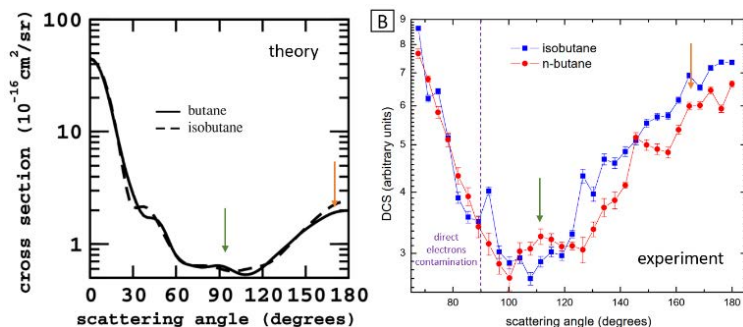 100
10
1
cross section (10⁻¹⁶ cm²/sr)
theory
butane
isobutane
0 30 60 90 120 150 180
scattering angle (degrees)
B
9
8
7
6
5
4
3
DCS (arbitrary units)
isobutane
n-butane
direct
electrons
contamination
experiment
80 100 120 140 160 180
scattering angle (degrees)